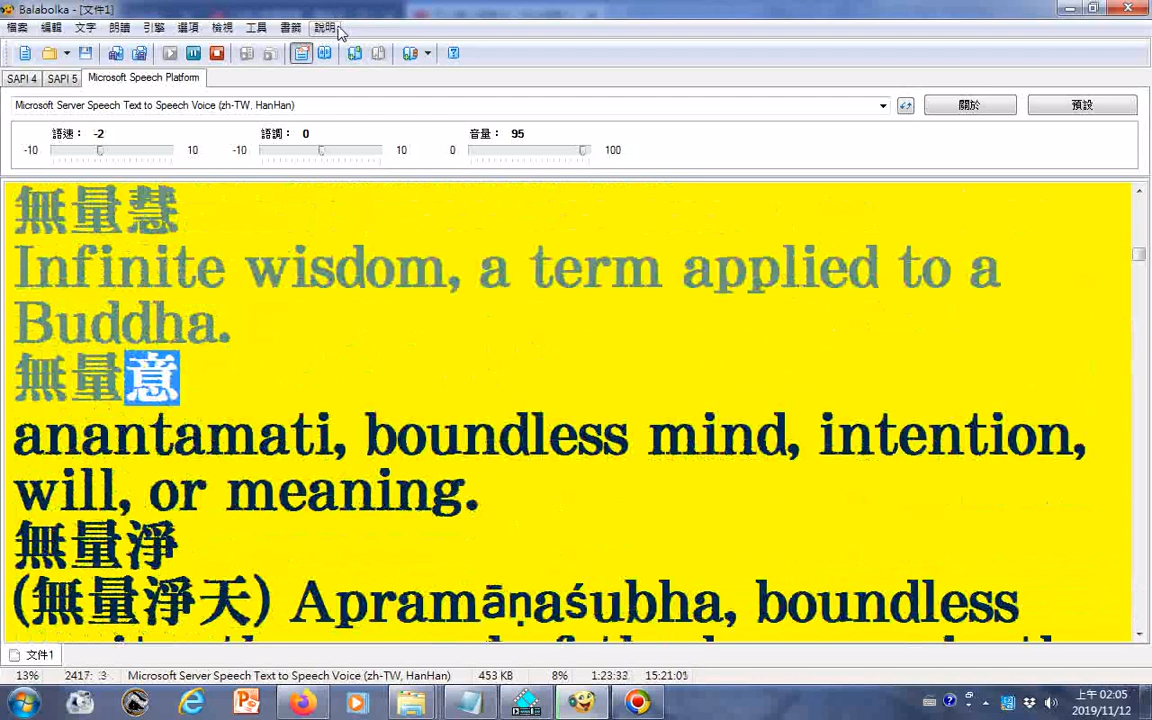 Balabolka - [文件1]
檔案 編輯 文字 朗讀 引擎 選項 檢視 工具 書籤 說明
SAPI 4 SAPI 5 Microsoft Speech Platform
Microsoft Server Speech Text to Speech Voice (zh-TW, HanHan) 關於 預設
語速： -2 語調： 0 音量： 95
-10 10 -10 10 0 100
無量慧
Infinite wisdom, a term applied to a
Buddha.
無量意
anantamati, boundless mind, intention,
will, or meaning.
無量淨
(無量淨天) Apramāṇaśubha, boundless
文件1
13% 2417: 3 Microsoft Server Speech Text to Speech Voice (zh-TW, HanHan) 453 KB 8% 1:23:33 15:21:01
上午 02:05
2019/11/12